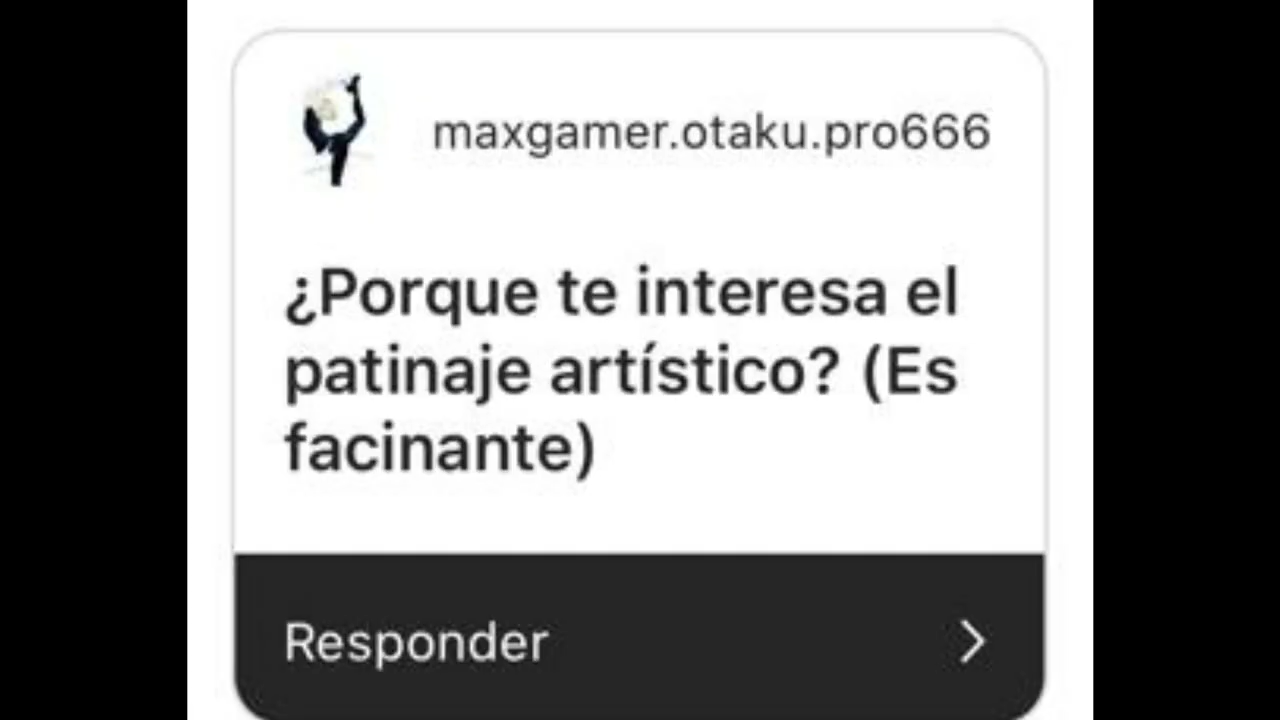 maxgamer.otaku.pro666
¿Porque te interesa el
patinaje artístico? (Es
facinante)
Responder